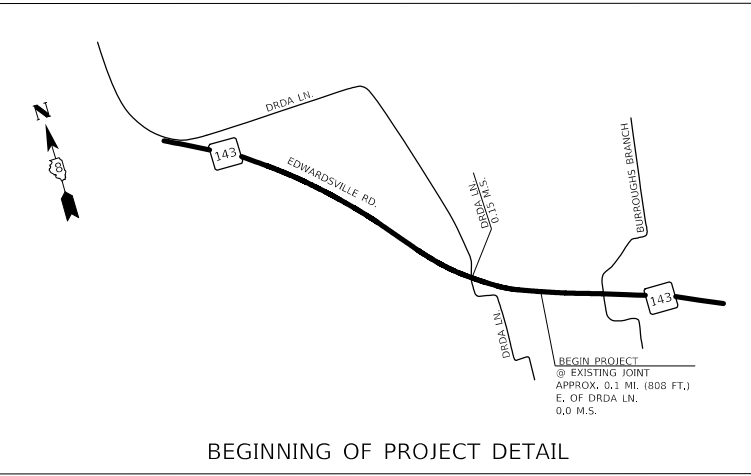 DRDA LN.
N
8
143
EDWARDSVILLE RD.
DRDA LN.
0.15 M.S.
BURROUGHS BRANCH
143
DRDA LN.
BEGIN PROJECT
@ EXISTING JOINT
APPROX. 0.1 MI. (808 FT.)
E. OF DRDA LN.
0.0 M.S.
BEGINNING OF PROJECT DETAIL